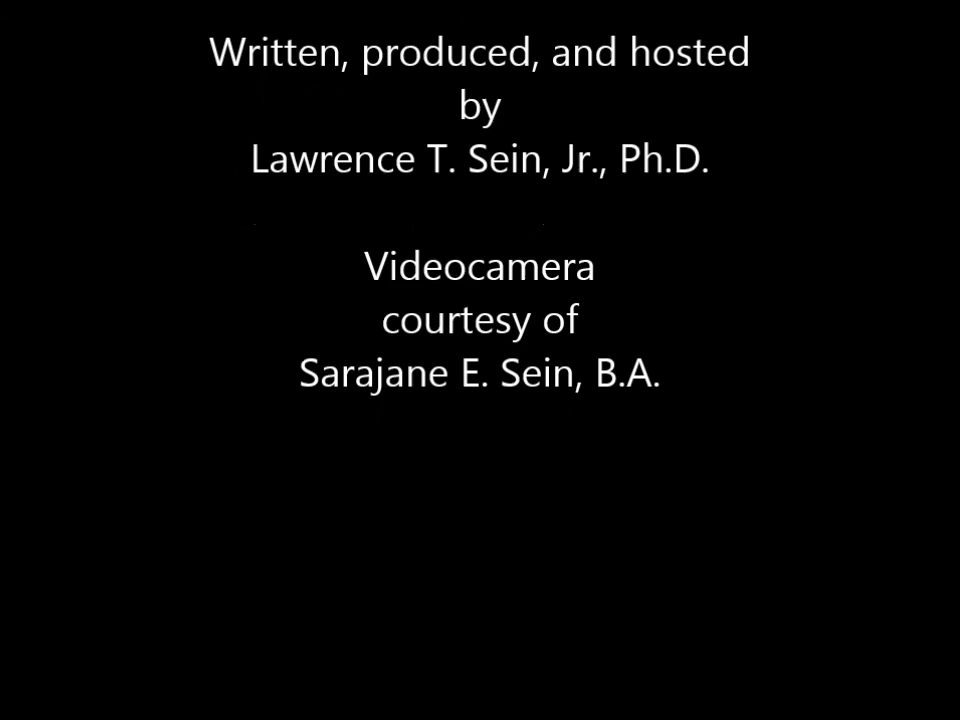 Written, produced, and hosted
by
Lawrence T. Sein, Jr., Ph.D.
Videocamera
courtesy of
Sarajane E. Sein, B.A.